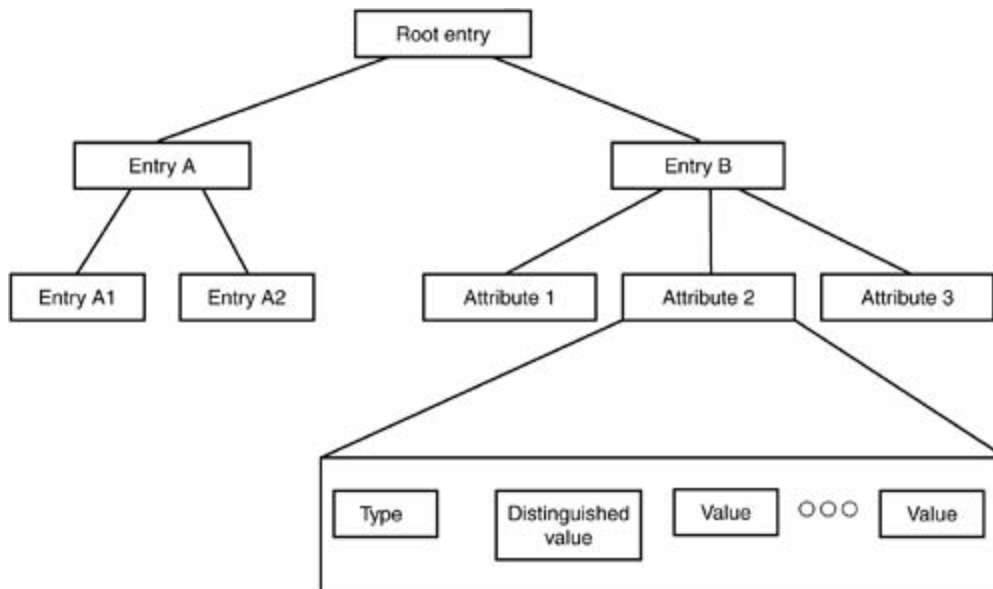 Root entry
Entry A
Entry B
Entry A1
Entry A2
Attribute 1
Attribute 2
Attribute 3
Type
Distinguished
value
Value
Value